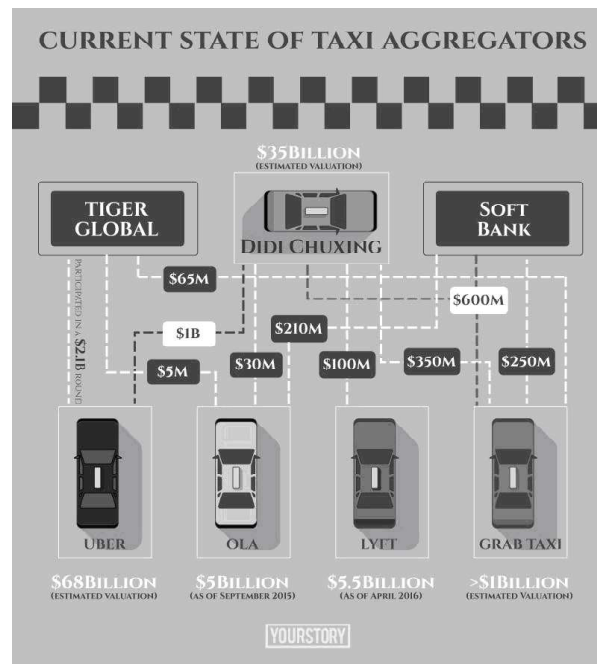 CURRENT STATE OF TAXI AGGREGATORS
$35BILLION
(ESTIMATED VALUATION)
TIGER
GLOBAL
DIDI CHUXING
SOFT
BANK
PARTICIPATED IN A $2.1B ROUND
$65M
$600M
$1B
$210M
$5M
$30M
$100M
$350M
$250M
UBER
OLA
LYFT
GRAB TAXI
$68BILLION
(ESTIMATED VALUATION)
$5BILLION
(AS OF SEPTEMBER 2015)
$5.5BILLION
(AS OF APRIL 2016)
>$1BILLION
(ESTIMATED VALUATION)
YOURSTORY